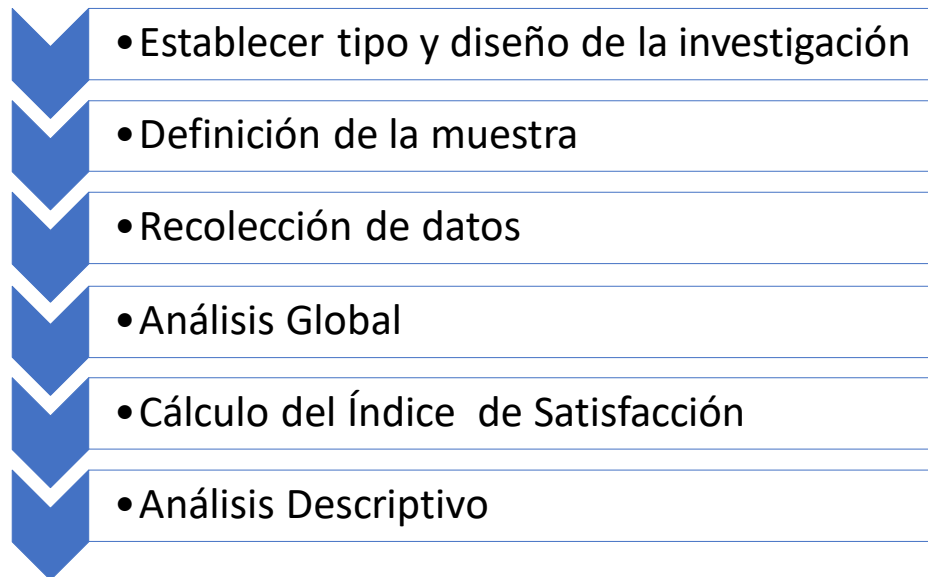 •Establecer tipo y diseño de la investigación
•Definición de la muestra
•Recolección de datos
•Análisis Global
•Cálculo del Índice  de Satisfacción
•Análisis Descriptivo